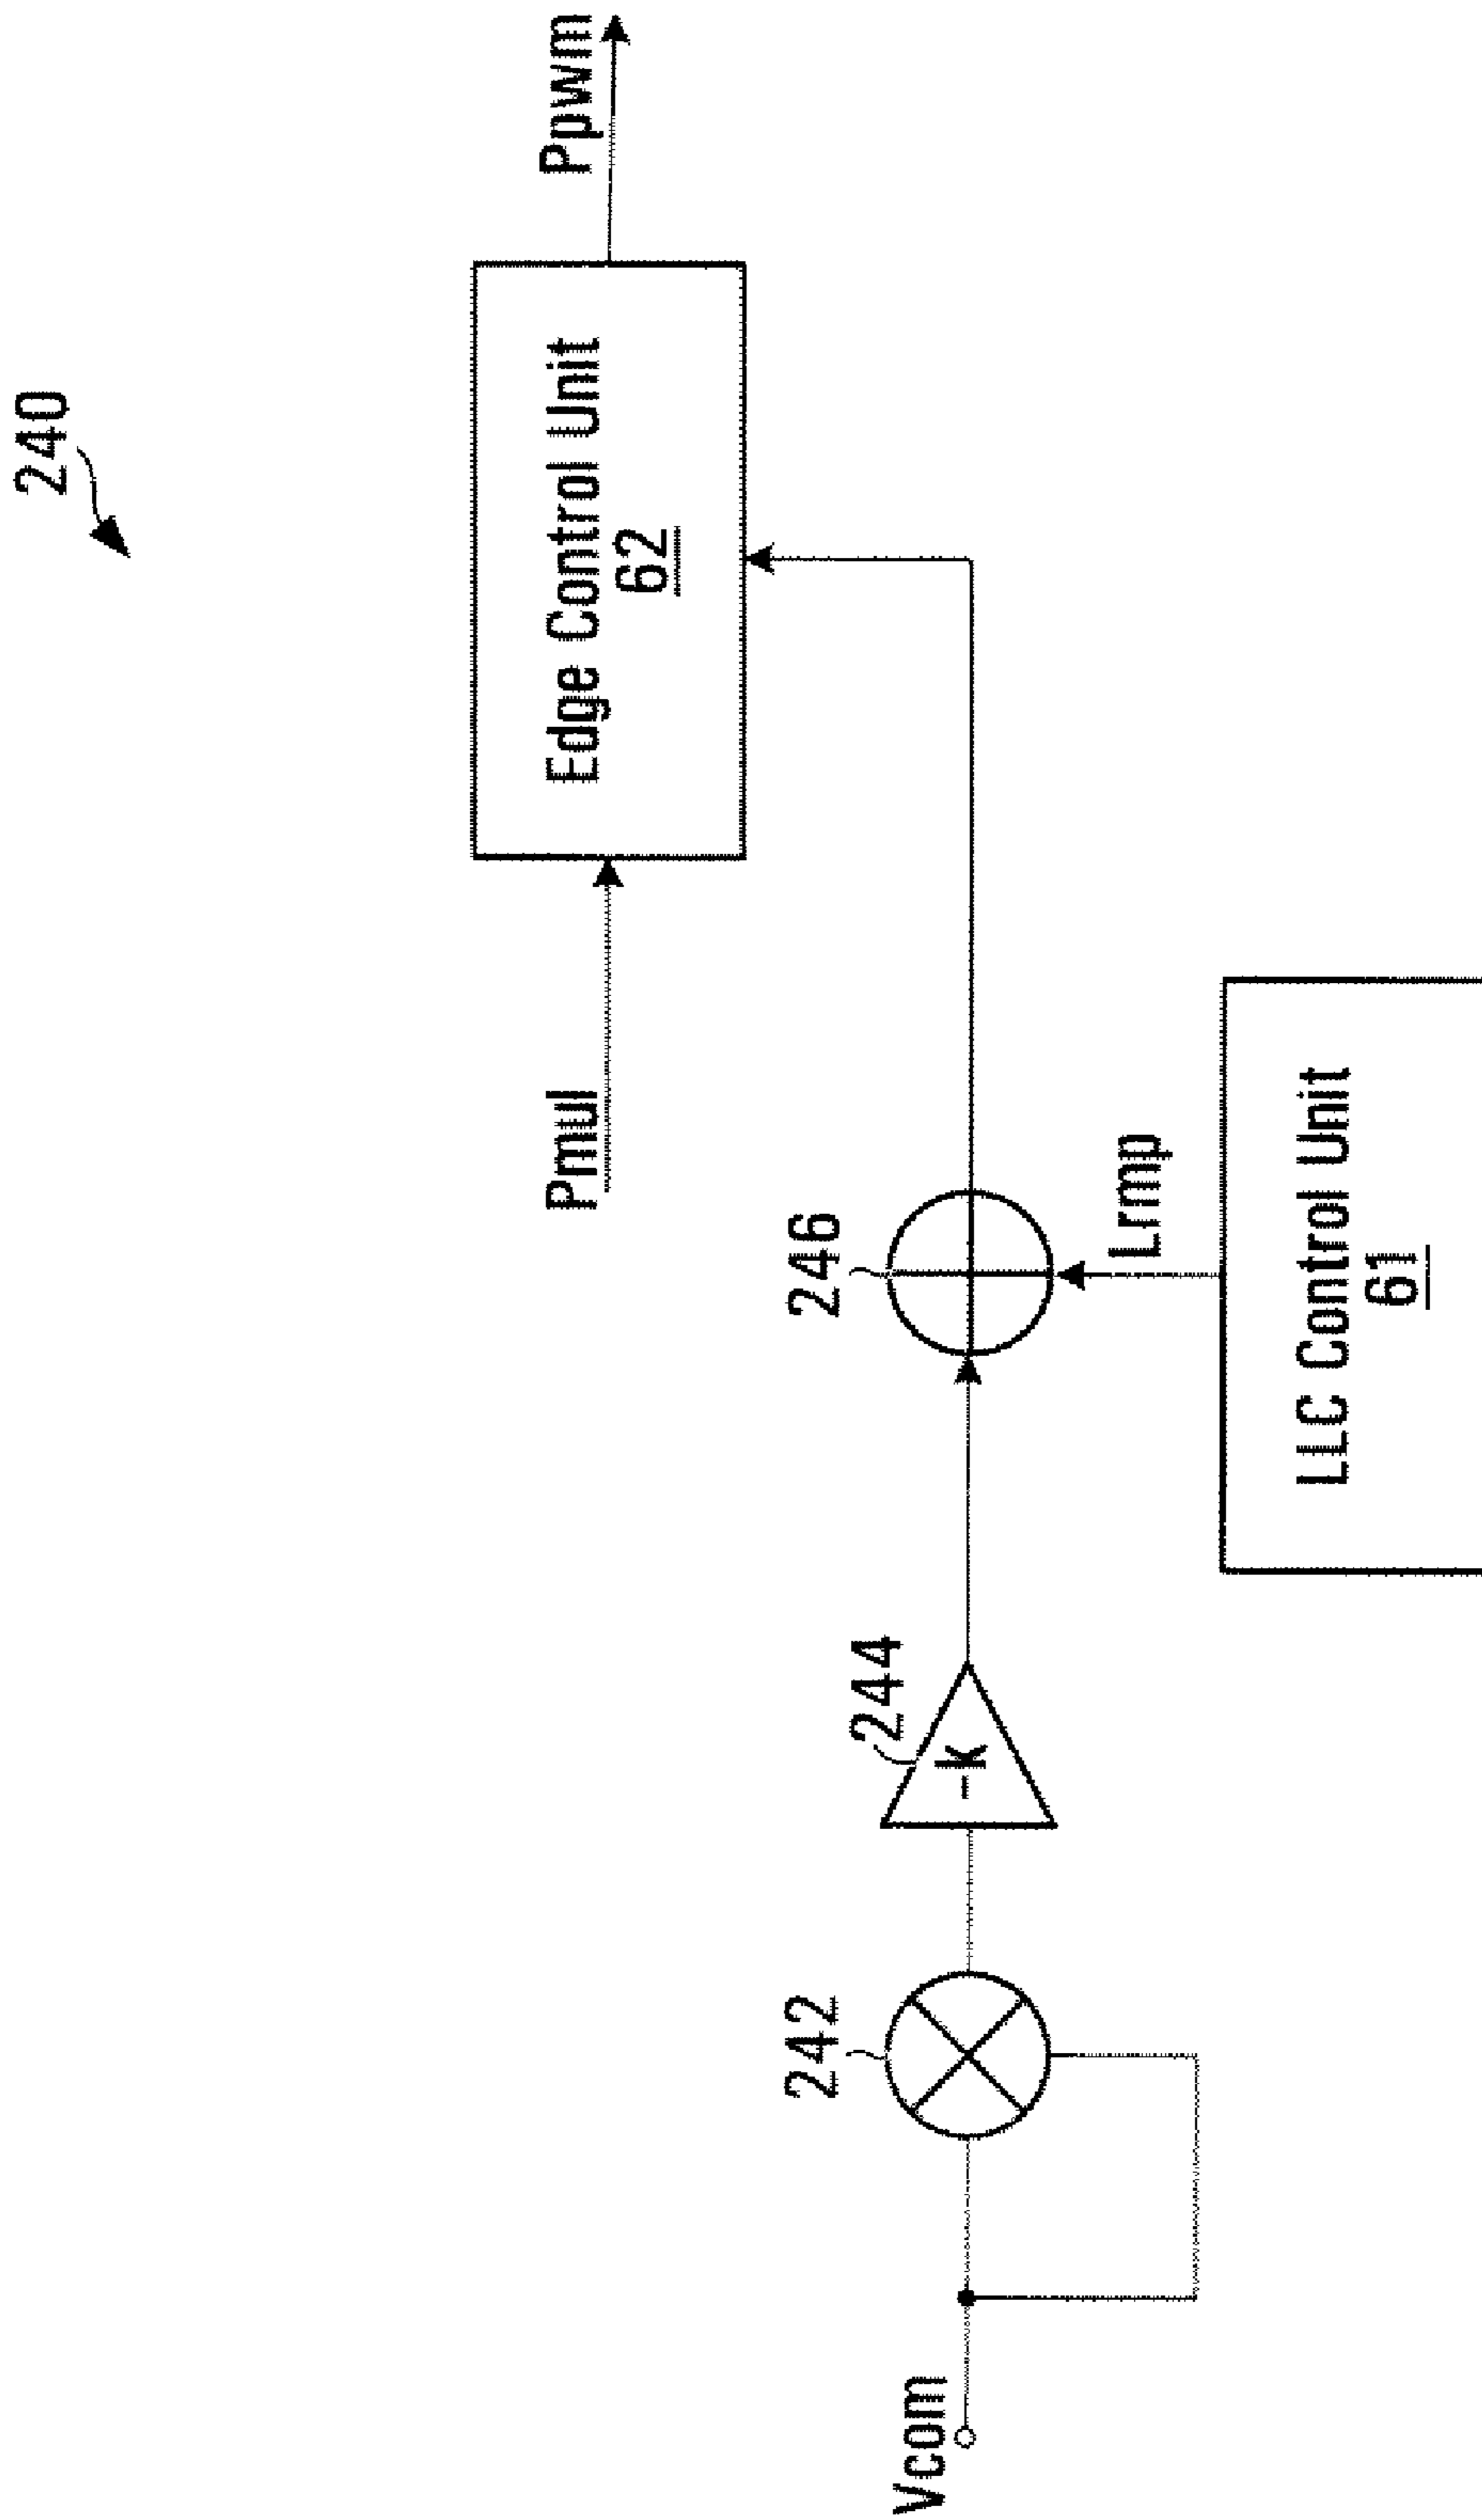 240
Ppwm
Edge Control Unit
62
Pmul
246
Lrmp
LLC Control Unit
61
244
-k
242
Vcom